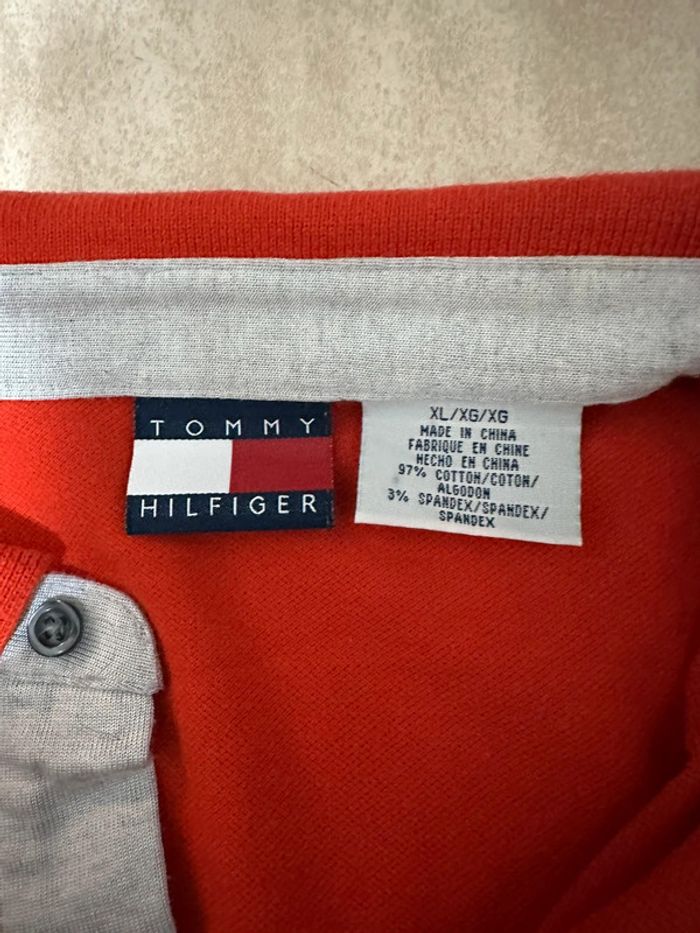 TOMMY
HILFIGER
XL/XG/XG
MADE IN CHINA
FABRIQUE EN CHINE
HECHO EN CHINA
97% COTTON/COTON/
ALGODON
3% SPANDEX/SPANDEX/
SPANDEX